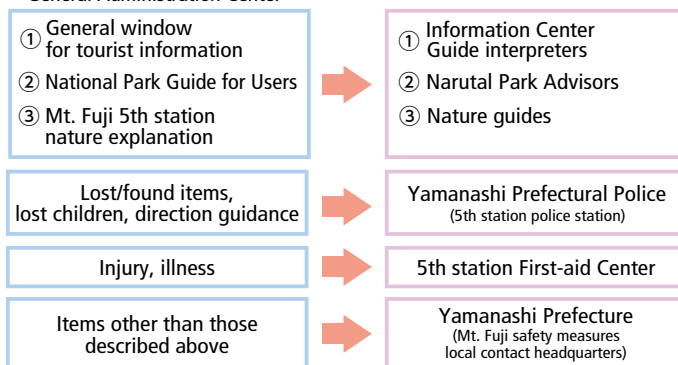 General Administration Center
① General window
for tourist information
② National Park Guide for Users
③ Mt. Fuji 5th station
nature explanation
① Information Center
Guide interpreters
② Narutal Park Advisors
③ Nature guides
Lost/found items,
lost children, direction guidance
Yamanashi Prefectural Police
(5th station police station)
Injury, illness
5th station First-aid Center
Items other than those
described above
Yamanashi Prefecture
(Mt. Fuji safety measures
local contact headquarters)